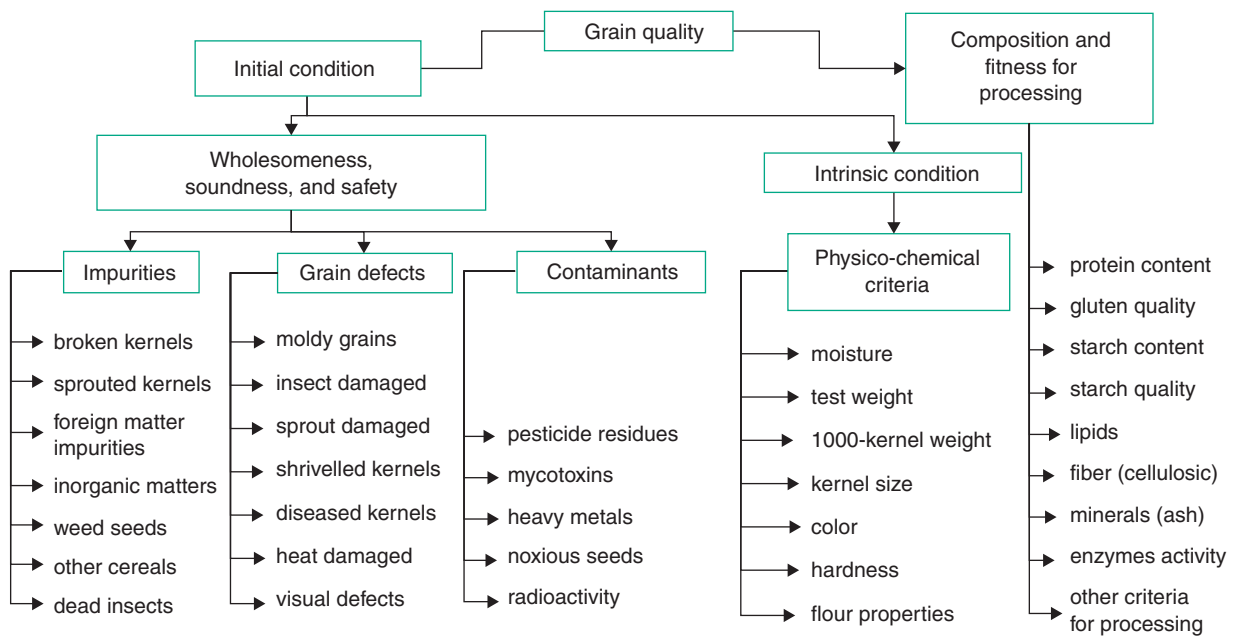 Grain quality
Initial condition
Composition and
fitness for
processing
Wholesomeness,
soundness, and safety
Intrinsic condition
Impurities
Grain defects
Contaminants
Physico-chemical
criteria
broken kernels
sprouted kernels
foreign matter
impurities
inorganic matters
weed seeds
other cereals
dead insects
moldy grains
insect damaged
sprout damaged
shrivelled kernels
diseased kernels
heat damaged
visual defects
pesticide residues
mycotoxins
heavy metals
noxious seeds
radioactivity
moisture
test weight
1000-kernel weight
kernel size
color
hardness
flour properties
protein content
gluten quality
starch content
starch quality
lipids
fiber (cellulosic)
minerals (ash)
enzymes activity
other criteria
for processing